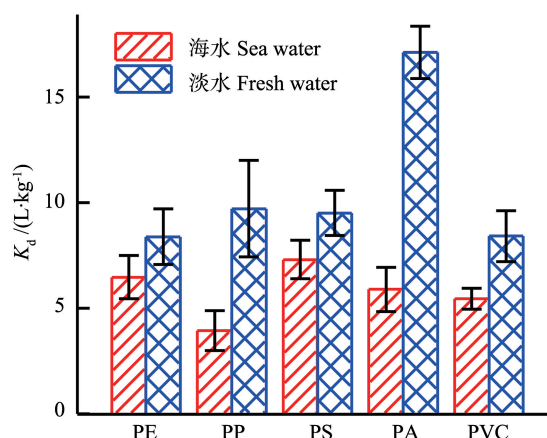 海水 Sea water
淡水 Fresh water
15
10
5
0
K_d/(L·kg⁻¹)
PE PP PS PA PVC